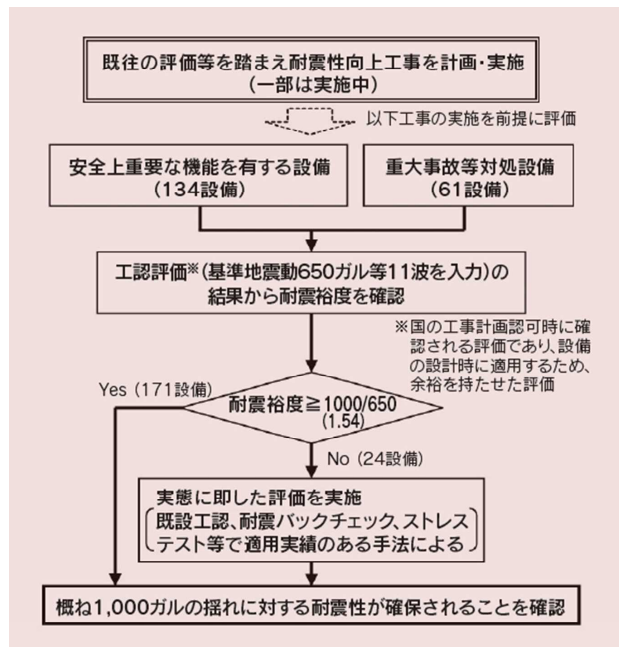 既往の評価等を踏まえ耐震性向上工事を計画・実施
(一部は実施中)
以下工事の実施を前提に評価
安全上重要な機能を有する設備
(134設備)
重大事故等対処設備
(61設備)
工認評価※(基準地震動650ガル等11波を入力)の
結果から耐震裕度を確認
※国の工事計画認可時に確
認される評価であり、設備
の設計時に適用するため、
余裕を持たせた評価
Yes (171設備)
耐震裕度≧1000/650
(1.54)
No (24設備)
実態に即した評価を実施
(既設工認、耐震バックチェック、ストレス
テスト等で適用実績のある手法による)
概ね1,000ガルの揺れに対する耐震性が確保されることを確認